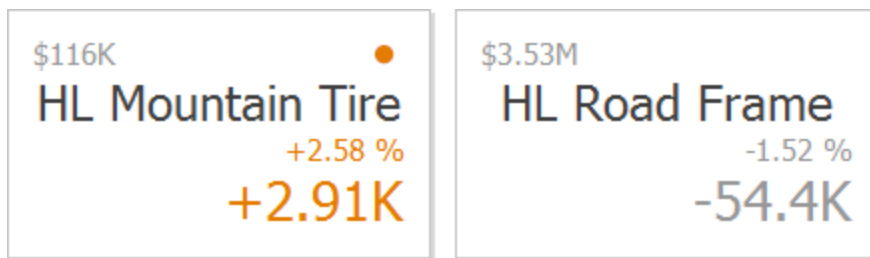 $116K
HL Mountain Tire
+2.58 %
+2.91K
$3.53M
HL Road Frame
-1.52 %
-54.4K